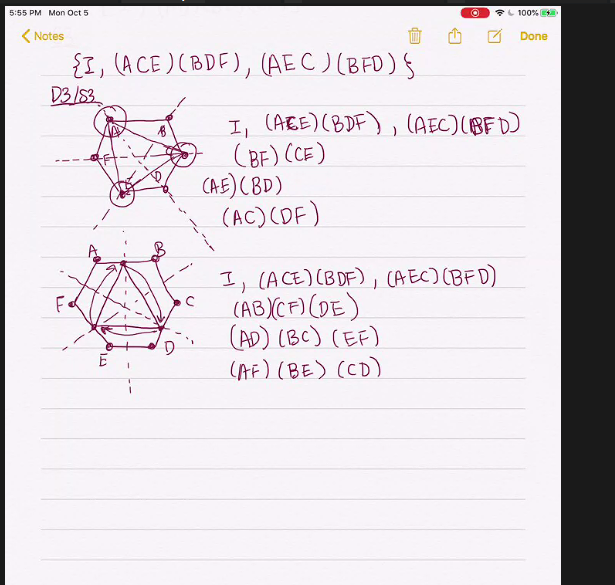 5:55 PM Mon Oct 5
100%
Notes
Done
{I, (ACE)(BDF), (AEC)(BFD)}
D3/S3
A
B
I, (ACE)(BDF), (AEC)(BFD)
F
C
(BF)(CE)
E
D
(AE)(BD)
(AC)(DF)
A
B
I, (ACE)(BDF), (AEC)(BFD)
F
C
(AB)(CF)(DE)
(AD)(BC)(EF)
E
D
(AF)(BE)(CD)